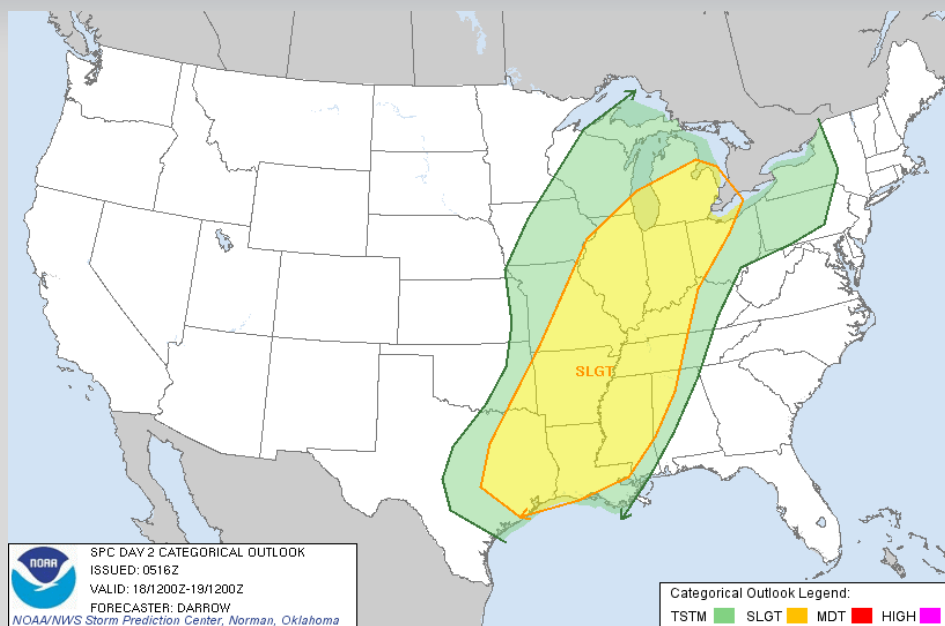 SLGT
NOAA
SPC DAY 2 CATEGORICAL OUTLOOK
ISSUED: 0516Z
VALID: 18/1200Z-19/1200Z
FORECASTER: DARROW
NOAA/NWS Storm Prediction Center, Norman, Oklahoma
Categorical Outlook Legend:
TSTM SLGT MDT HIGH